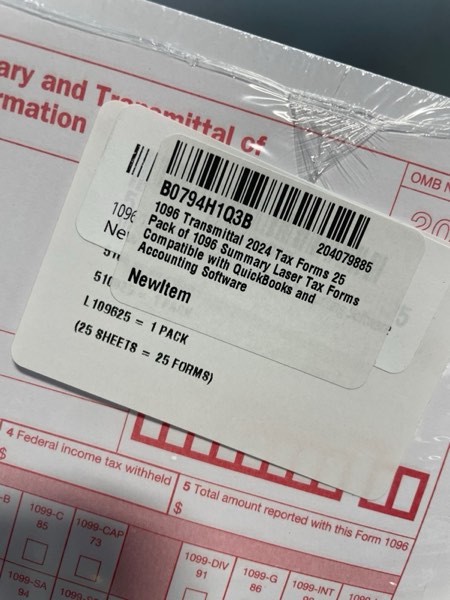 ary and Transmittal of
rmation
OMB N
20
B0794H1Q3B
204079885
1096 Transmittal 2024 Tax Forms 25
Pack of 1096 Summary Laser Tax Forms
Compatible with QuickBooks and
Accounting Software
NewItem
1096
Ne
510
L109625 = 1 PACK
(25 SHEETS = 25 FORMS)
4 Federal income tax withheld
$
5 Total amount reported with this Form 1096
$
-B
1099-C
85
1099-CAP
73
1099-DIV
91
1099-G
86
1099-INT
1099-SA
94